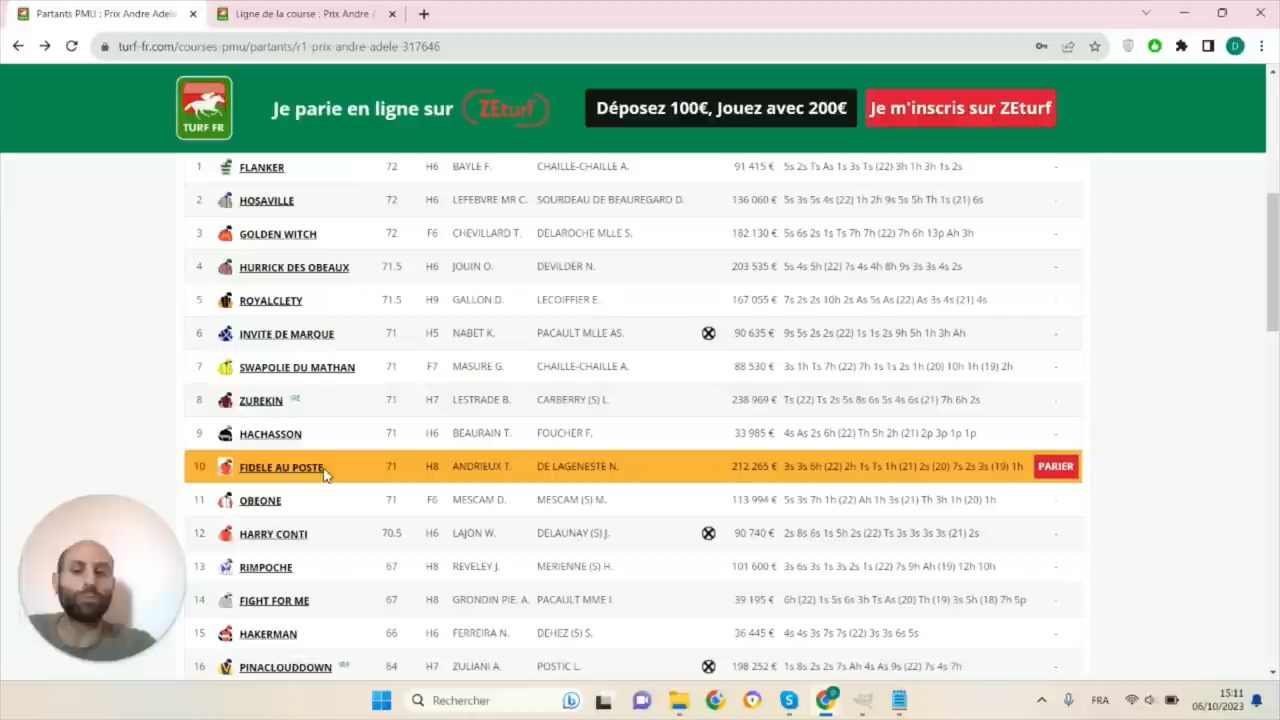 Partants PMU : Prix Andre Adele
Ligne de la course : Prix Andre /
turf-fr.com/courses-pmu/partants/r1-prix-andre-adele-317646
D
TURF FR
Je parie en ligne sur ZEturf
Déposez 100€, Jouez avec 200€
Je m'inscris sur ZEturf
1 FLANKER 72 H6 BAYLE F. CHAILLE-CHAILLE A. 91 415 € 5s 2s Ts As 1s 3s Ts (22) 3h 1h 3h 1s 2s -
2 HOSAVILLE 72 H6 LEFEBVRE MR C. SOURDEAU DE BEAUREGARD D. 136 060 € 5s 3s 5s 4s (22) 1h 2h 9s 5s 5h Th 1s (21) 6s -
3 GOLDEN WITCH 72 F6 CHEVILLARD T. DELAROCHE MLLE S. 182 130 € 5s 6s 2s 1s Ts 7h 7h (22) 7h 6h 13p Ah 3h -
4 HURRICK DES OBEAUX 71.5 H6 JOUIN O. DEVILDER N. 203 535 € 5s 4s 5h (22) 7s 4s 4h 8h 9s 3s 3s 4s 2s -
5 ROYALCLETY 71.5 H9 GALLON D. LECOIFFIER E. 167 055 € 7s 2s 2s 10h 2s As 5s As (22) As 3s 4s (21) 4s -
6 INVITE DE MARQUE 71 H5 NABET K. PACAULT MLLE AS. 90 635 € 9s 5s 2s 2s (22) 1s 1s 2s 9h 5h 1h 3h Ah -
7 SWAPOLIE DU MATHAN 71 F7 MASURE G. CHAILLE-CHAILLE A. 88 530 € 3s 1h 1s 7h (22) 7h 1s 1s 2s 1h (20) 10h 1h (19) 2h -
8 ZUREKIN IRE 71 H7 LESTRADE B. CARBERRY (S) L. 238 969 € Ts (22) Ts 2s 5s 8s 6s 5s 4s 6s (21) 7h 6h 2s -
9 HACHASSON 71 H6 BEAURAIN T. FOUCHER F. 33 985 € 4s As 2s 6h (22) Th 5h 2h (21) 2p 3p 1p 1p -
10 FIDELE AU POSTE 71 H8 ANDRIEUX T. DE LAGENESTE N. 212 265 € 3s 3s 6h (22) 2h 1s Ts 1h (21) 2s (20) 7s 2s 3s (19) 1h PARIER
11 OBEONE 71 F6 MESCAM D. MESCAM (S) M. 113 994 € 5s 3s 7h 1h (22) Ah 1h 3s (21) Th 3h 1h (20) 1h -
12 HARRY CONTI 70.5 H6 LAJON W. DELAUNAY (S) J. 90 740 € 2s 8s 6s 1s 5h 2s (22) Ts 3s 3s 3s 3s (21) 2s -
13 RIMPOCHE 67 H8 REVELEY J. MERIENNE (S) H. 101 600 € 3s 6s 3s 1s 3s 2s 1s (22) 7s 9h Ah (19) 12h 10h -
14 FIGHT FOR ME 67 H8 GRONDIN PIE. A. PACAULT MME I. 39 195 € 6h (22) 1s 5s 6s 3h Ts As (20) Th (19) 3s 5h (18) 7h 5p -
15 HAKERMAN 66 H6 FERREIRA N. DEHEZ (S) S. 36 445 € 4s 4s 3s 7s 7s (22) 3s 3s 6s 5s -
16 PINACLOUDDOWN IRE 64 H7 ZULIANI A. POSTIC L. 198 252 € 1s 8s 2s 2s 7s Ah 4s As 9s (22) 7s 4s 7h -
Rechercher
FRA
15:11
06/10/2023